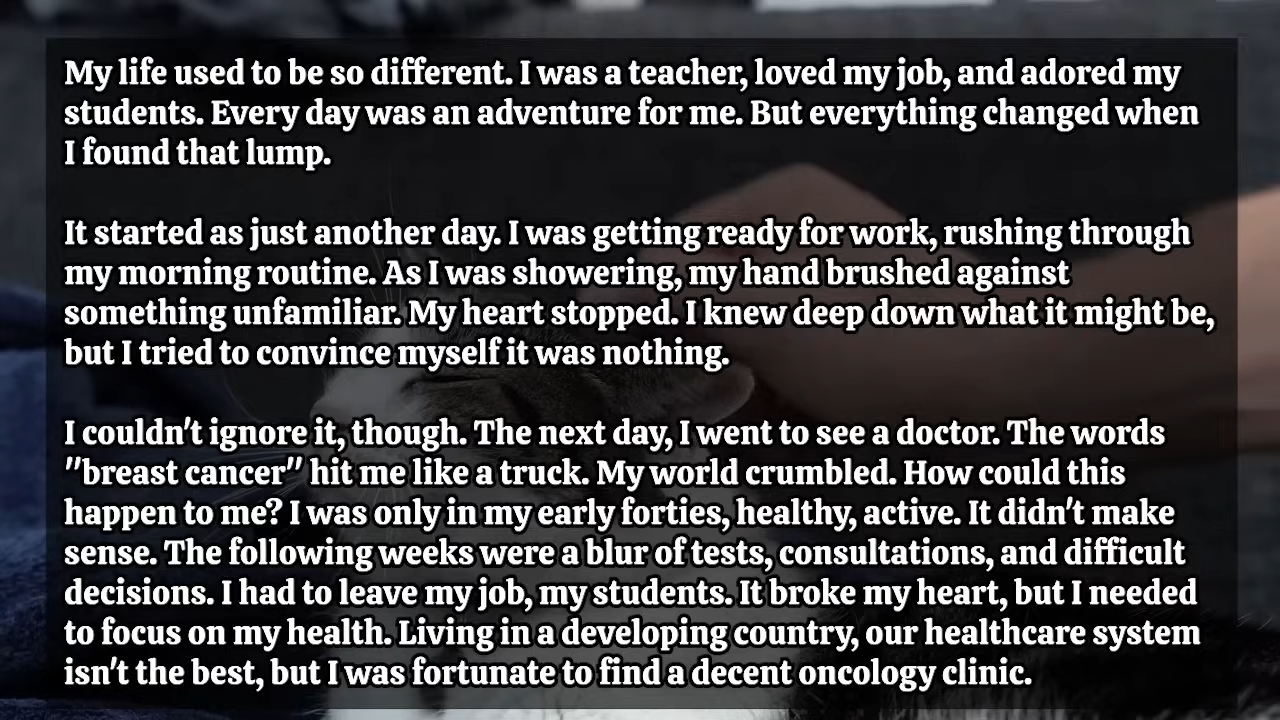 My life used to be so different. I was a teacher, loved my job, and adored my
students. Every day was an adventure for me. But everything changed when
I found that lump.
It started as just another day. I was getting ready for work, rushing through
my morning routine. As I was showering, my hand brushed against
something unfamiliar. My heart stopped. I knew deep down what it might be,
but I tried to convince myself it was nothing.
I couldn't ignore it, though. The next day, I went to see a doctor. The words
"breast cancer" hit me like a truck. My world crumbled. How could this
happen to me? I was only in my early forties, healthy, active. It didn't make
sense. The following weeks were a blur of tests, consultations, and difficult
decisions. I had to leave my job, my students. It broke my heart, but I needed
to focus on my health. Living in a developing country, our healthcare system
isn't the best, but I was fortunate to find a decent oncology clinic.